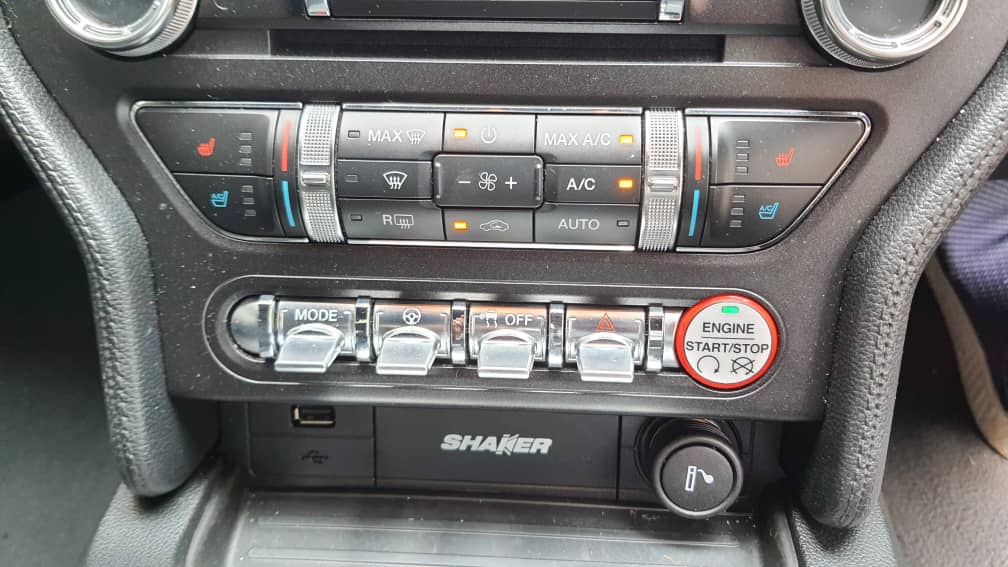 MAX
MAX A/C
A/C
A/C
R
AUTO
A/C
MODE
OFF
ENGINE
START/STOP
SHAKER